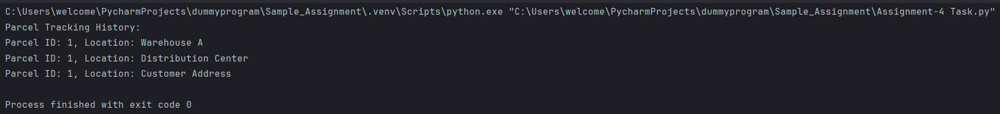 C:\Users\welcome\PycharmProjects\dummyprogram\Sample_Assignment\.venv\Scripts\python.exe "C:\Users\welcome\PycharmProjects\dummyprogram\Sample_Assignment\Assignment-4 Task.py"
Parcel Tracking History:
Parcel ID: 1, Location: Warehouse A
Parcel ID: 1, Location: Distribution Center
Parcel ID: 1, Location: Customer Address
Process finished with exit code 0